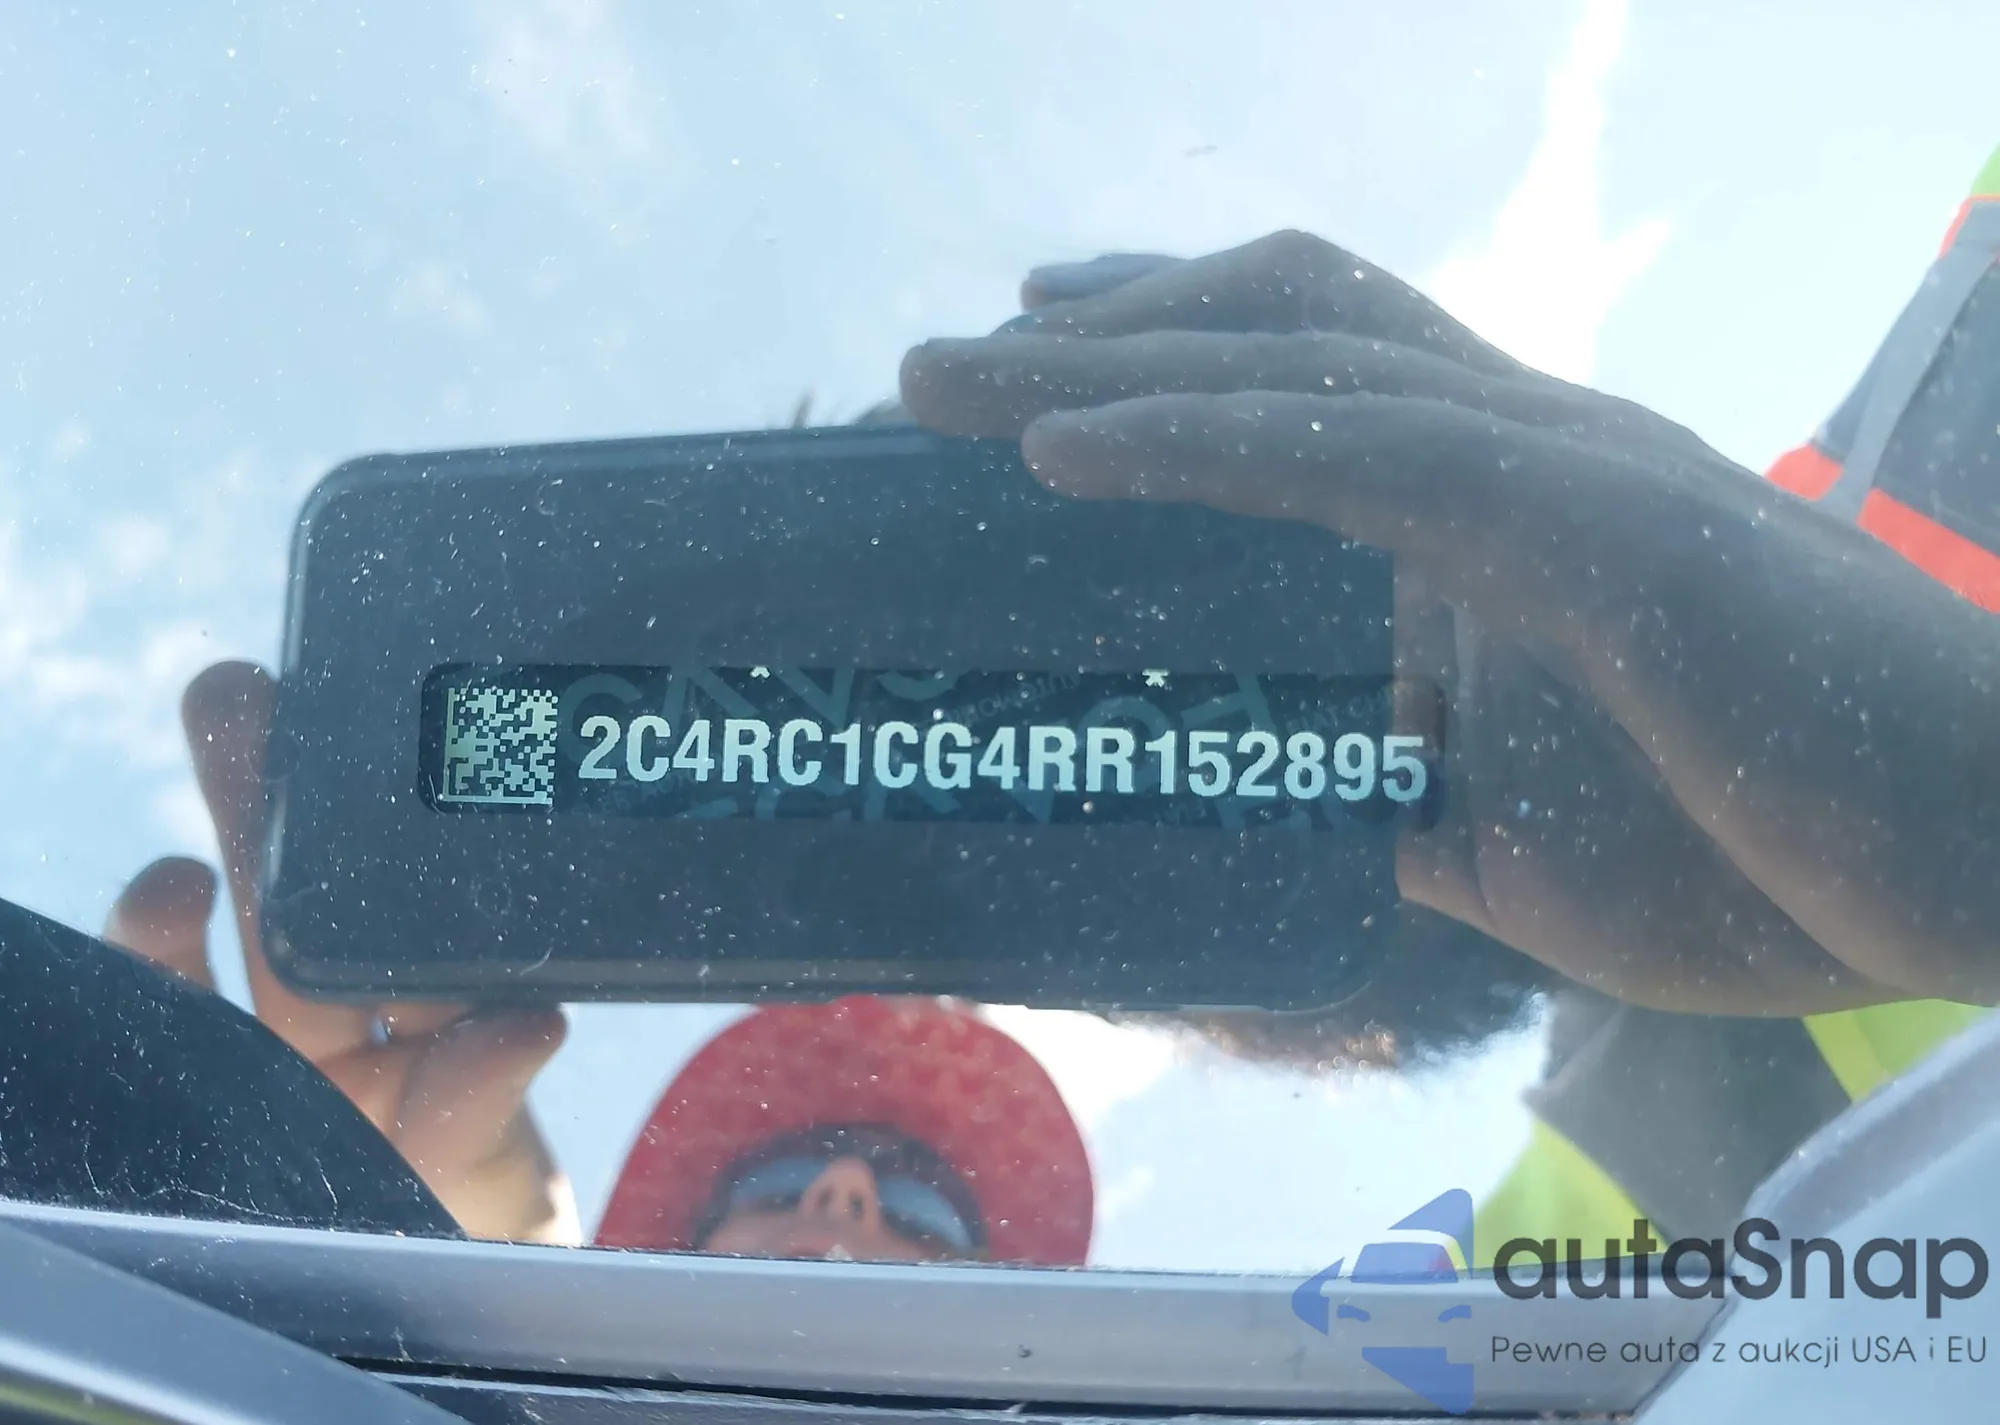 2C4RC1CG4RR152895
autaSnap
Pewne auta z aukcji USA i EU